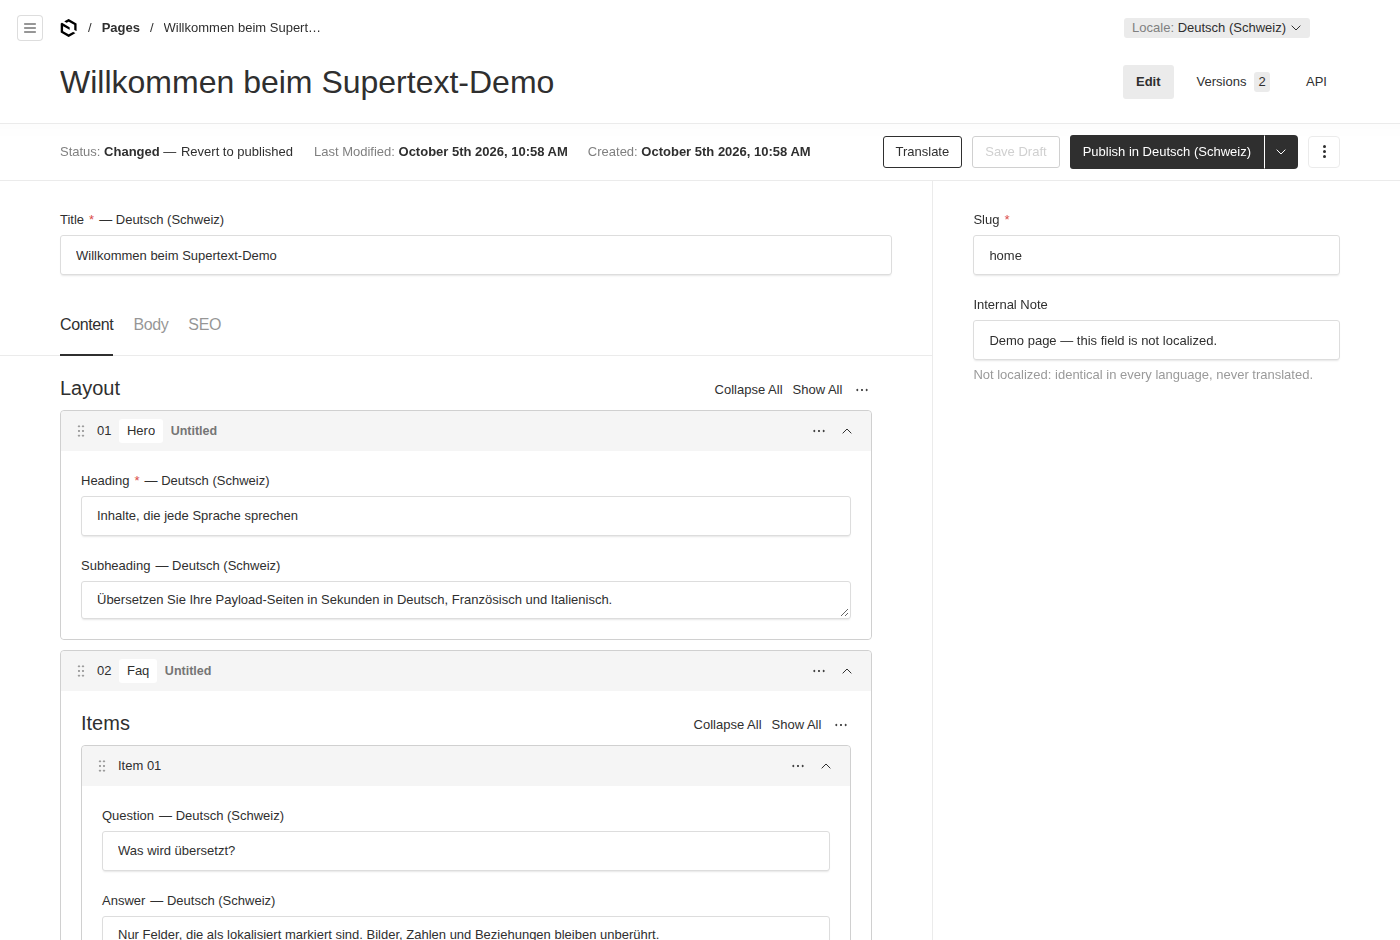 / Pages / Willkommen beim Supert…
Locale: Deutsch (Schweiz)
Willkommen beim Supertext-Demo
Edit
Versions 2
API
Status: Changed — Revert to published
Last Modified: October 5th 2026, 10:58 AM
Created: October 5th 2026, 10:58 AM
Translate
Save Draft
Publish in Deutsch (Schweiz)
Title * — Deutsch (Schweiz)
Willkommen beim Supertext-Demo
Slug *
home
Internal Note
Demo page — this field is not localized.
Not localized: identical in every language, never translated.
Content
Body
SEO
Layout
Collapse All
Show All
01 Hero Untitled
Heading * — Deutsch (Schweiz)
Inhalte, die jede Sprache sprechen
Subheading — Deutsch (Schweiz)
Übersetzen Sie Ihre Payload-Seiten in Sekunden in Deutsch, Französisch und Italienisch.
02 Faq Untitled
Items
Collapse All
Show All
Item 01
Question — Deutsch (Schweiz)
Was wird übersetzt?
Answer — Deutsch (Schweiz)
Nur Felder, die als lokalisiert markiert sind. Bilder, Zahlen und Beziehungen bleiben unberührt.